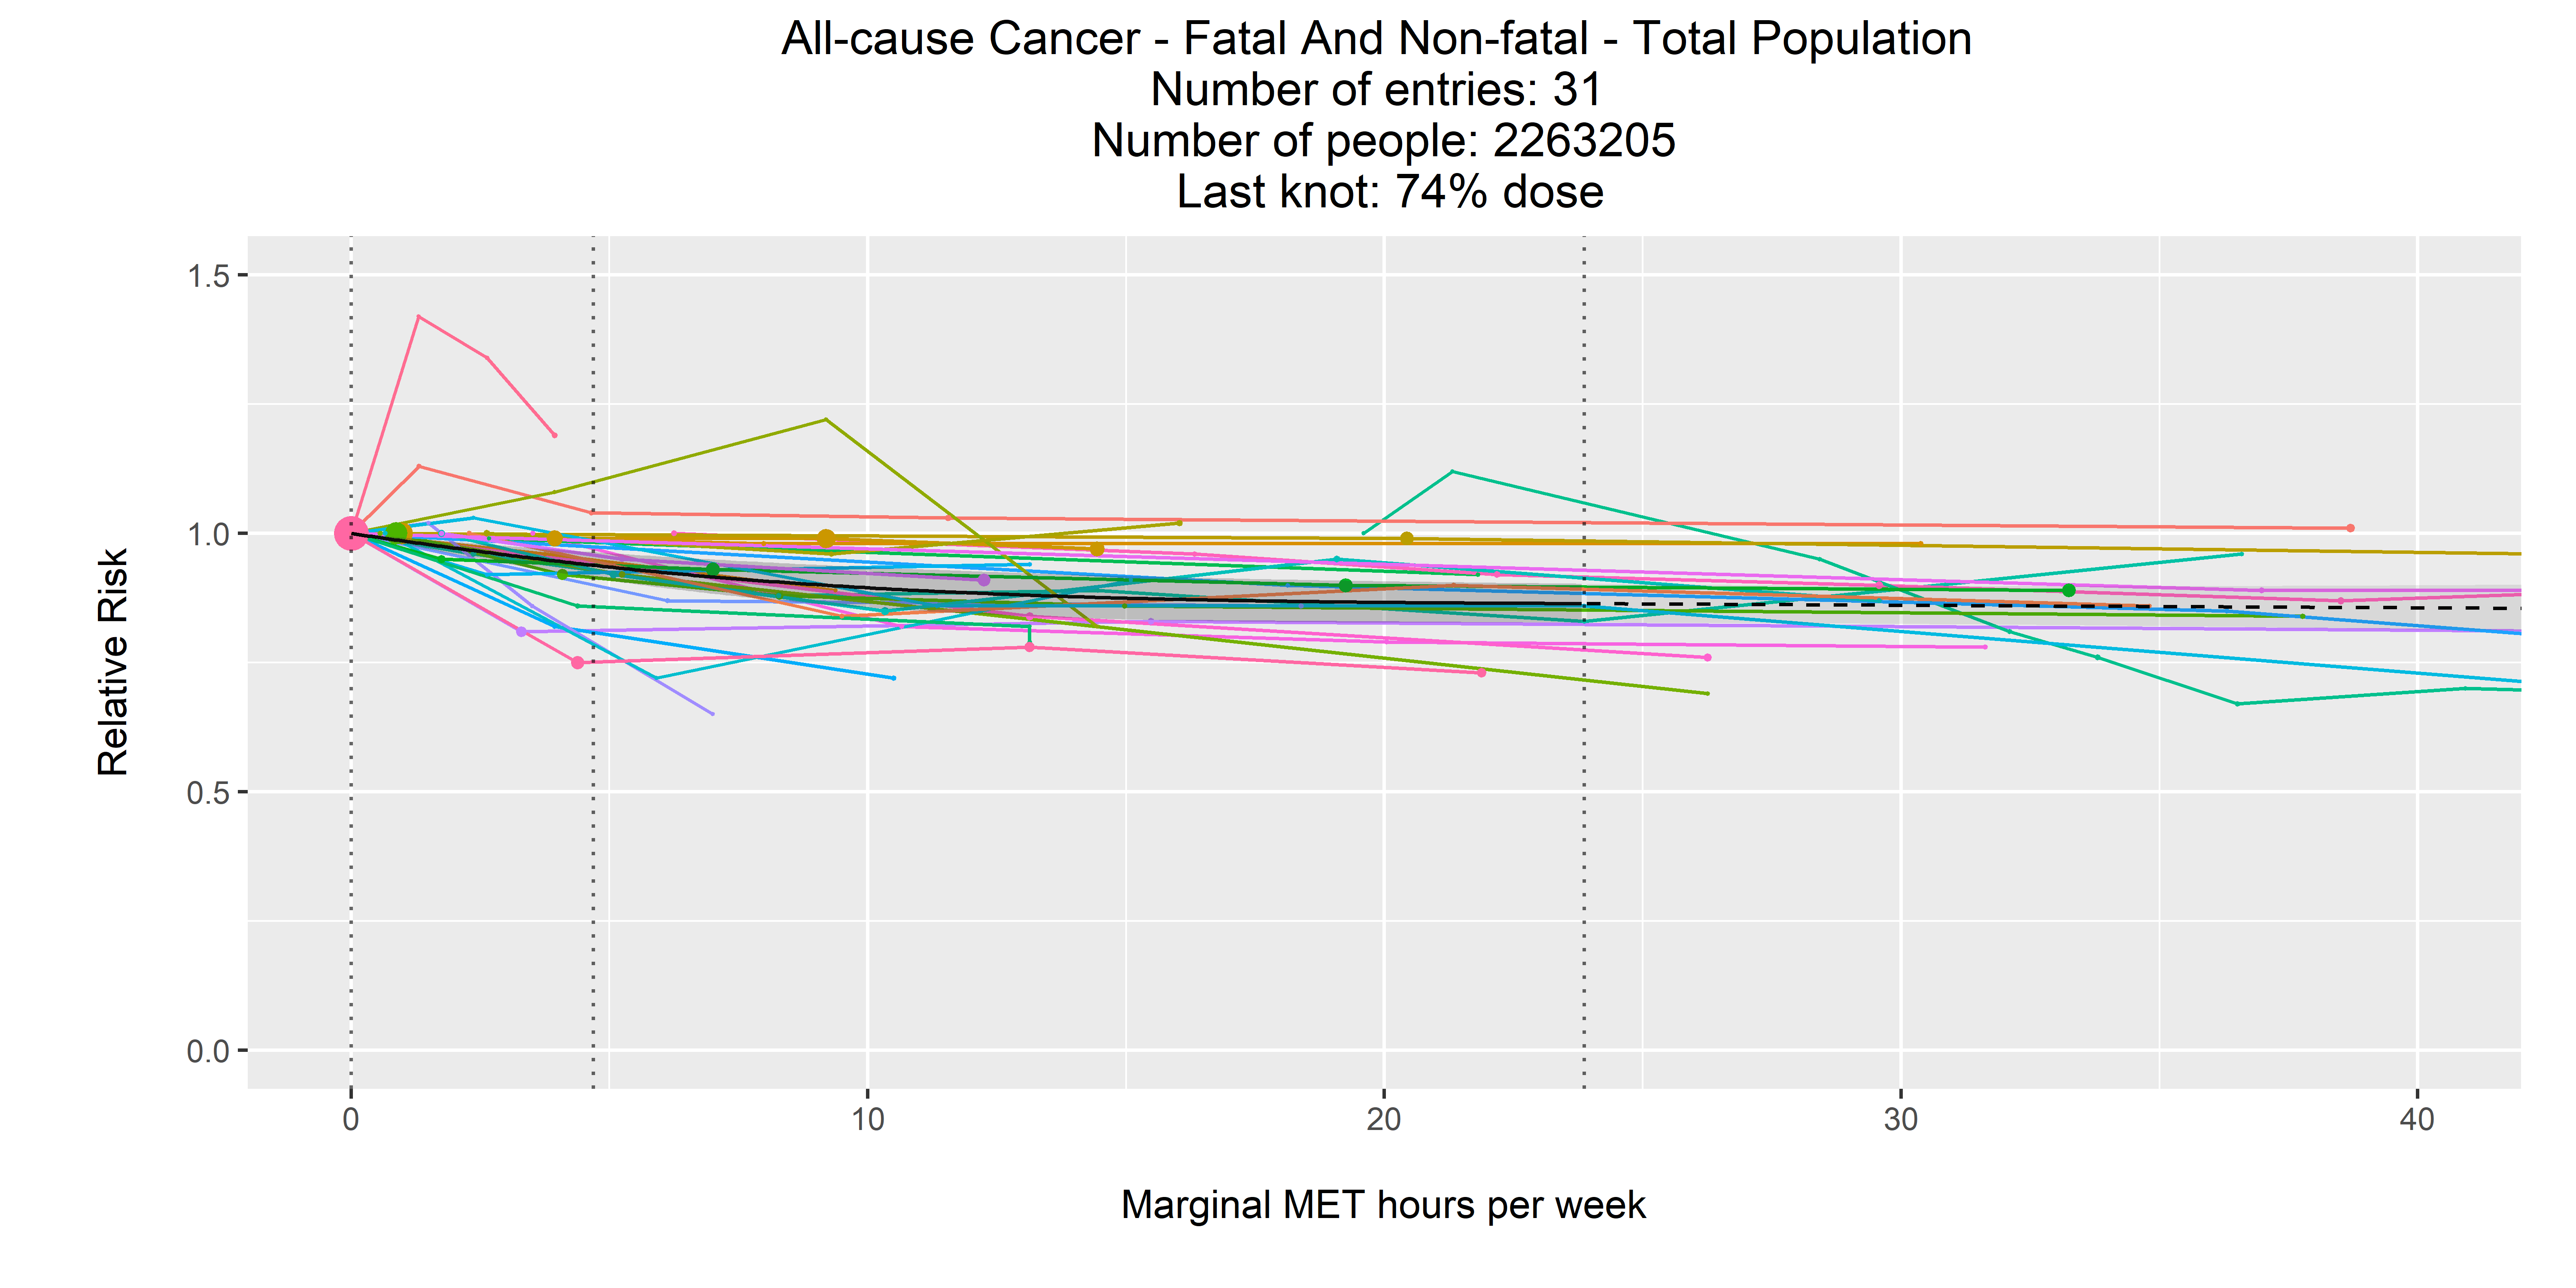 All-cause Cancer - Fatal And Non-fatal - Total Population
Number of entries: 31
Number of people: 2263205
Last knot: 74% dose
1.5
1.0
0.5
0.0
Relative Risk
0 10 20 30 40
Marginal MET hours per week